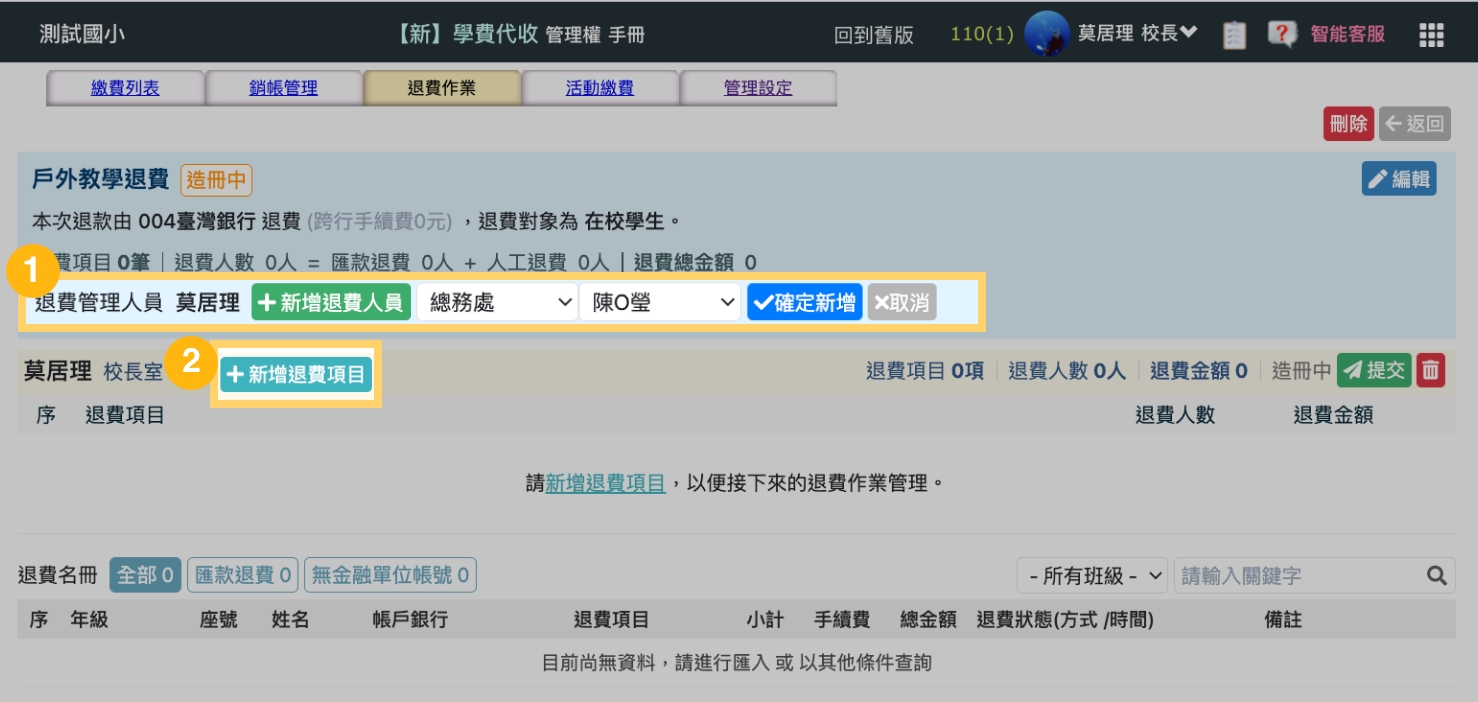 測試國小 【新】學費代收 管理權 手冊 回到舊版 110(1) 莫居理 校長 ? 智能客服
繳費列表 銷帳管理 退費作業 活動繳費 管理設定
刪除 返回
戶外教學退費 造冊中 編輯
本次退款由 004臺灣銀行 退費 (跨行手續費0元) ，退費對象為 在校學生。
1
費項目 0筆 | 退費人數 0人 = 匯款退費 0人 + 人工退費 0人 | 退費總金額 0
退費管理人員 莫居理 新增退費人員 總務處 陳O瑩 確定新增 取消
2
莫居理 校長室 新增退費項目 退費項目 0項 退費人數 0人 退費金額 0 造冊中 提交
序 退費項目 退費人數 退費金額
請新增退費項目，以便接下來的退費作業管理。
退費名冊 全部 0 匯款退費 0 無金融單位帳號 0 - 所有班級 - 請輸入關鍵字
序 年級 座號 姓名 帳戶銀行 退費項目 小計 手續費 總金額 退費狀態(方式 /時間) 備註
目前尚無資料，請進行匯入 或 以其他條件查詢